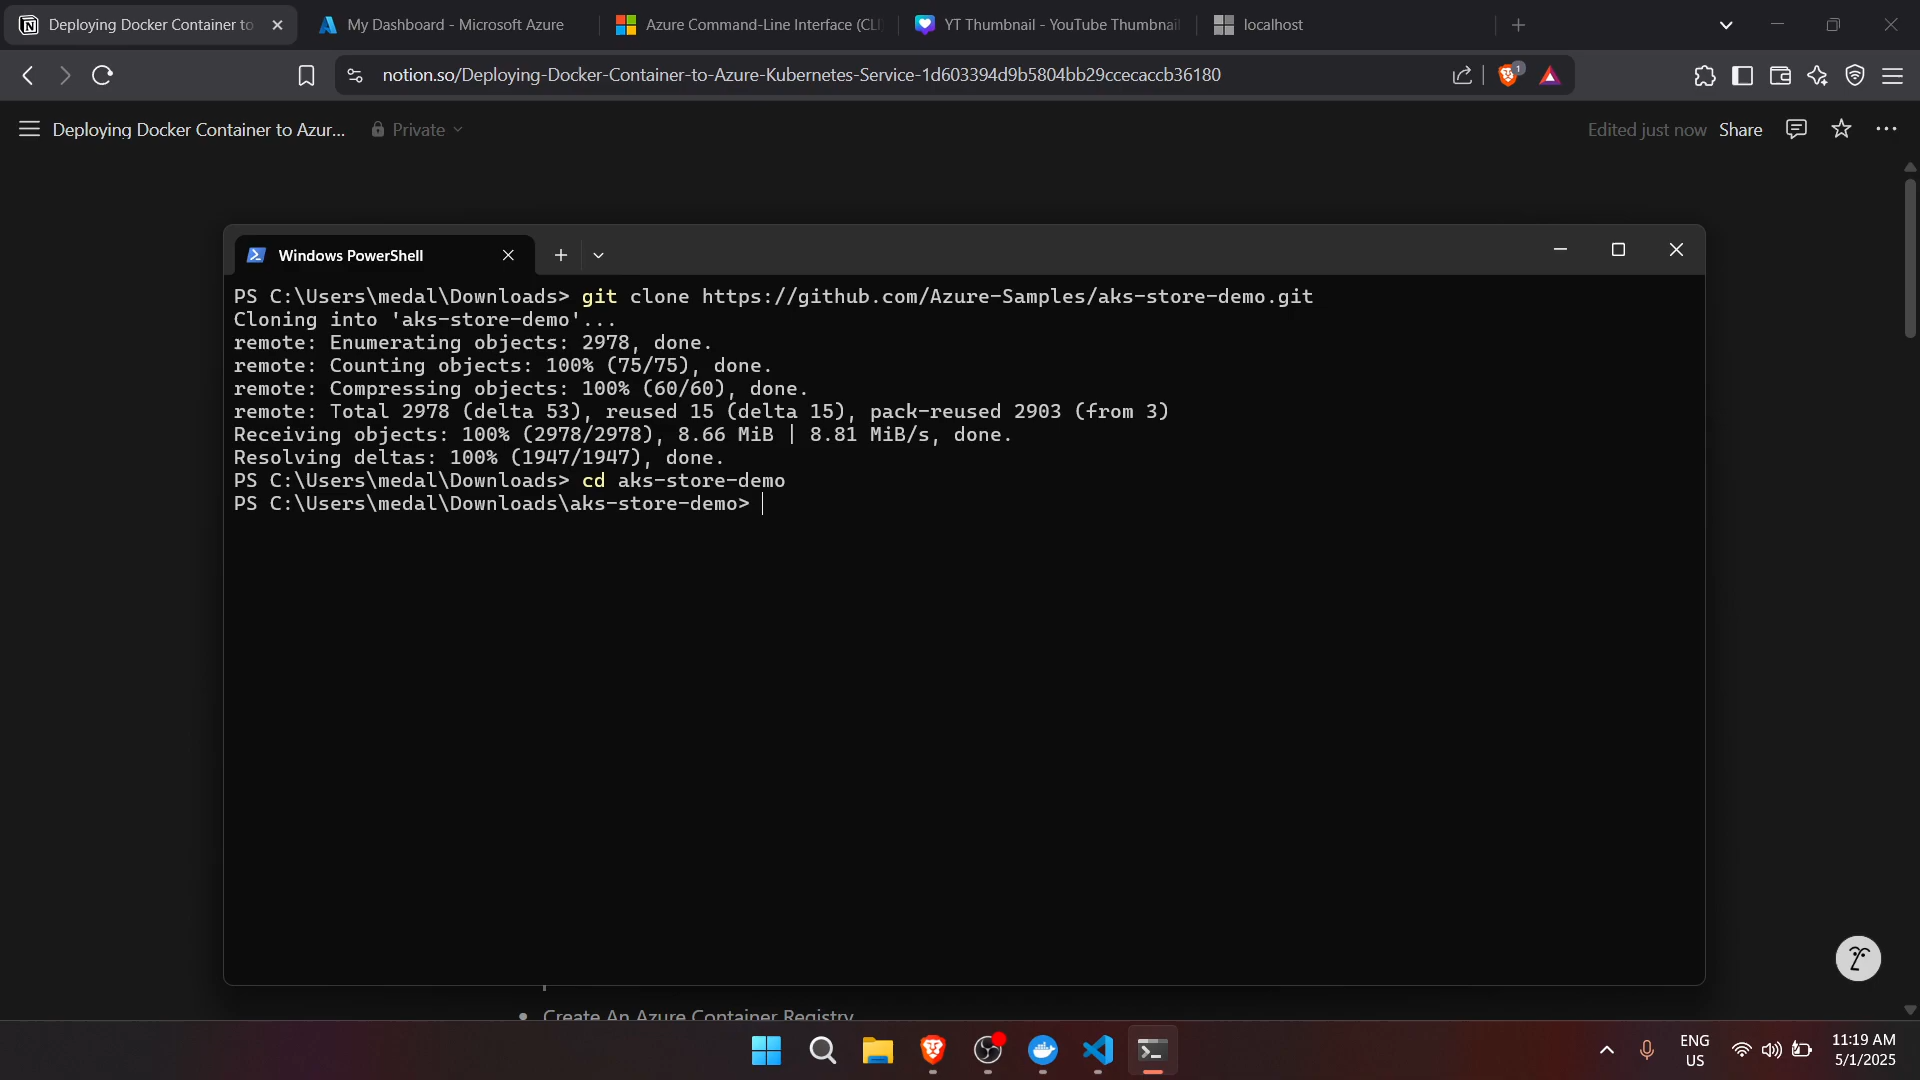 Deploying Docker Container to
My Dashboard - Microsoft Azure
Azure Command-Line Interface (CLI
YT Thumbnail - YouTube Thumbnail
localhost
notion.so/Deploying-Docker-Container-to-Azure-Kubernetes-Service-1d603394d9b5804bb29ccecaccb36180
1
Deploying Docker Container to Azur...
Private
Edited just now
Share
Windows PowerShell
PS C:\Users\medal\Downloads> git clone https://github.com/Azure-Samples/aks-store-demo.git
Cloning into 'aks-store-demo'...
remote: Enumerating objects: 2978, done.
remote: Counting objects: 100% (75/75), done.
remote: Compressing objects: 100% (60/60), done.
remote: Total 2978 (delta 53), reused 15 (delta 15), pack-reused 2903 (from 3)
Receiving objects: 100% (2978/2978), 8.66 MiB | 8.81 MiB/s, done.
Resolving deltas: 100% (1947/1947), done.
PS C:\Users\medal\Downloads> cd aks-store-demo
PS C:\Users\medal\Downloads\aks-store-demo>
Create An Azure Container Registry
ENG
US
11:19 AM
5/1/2025